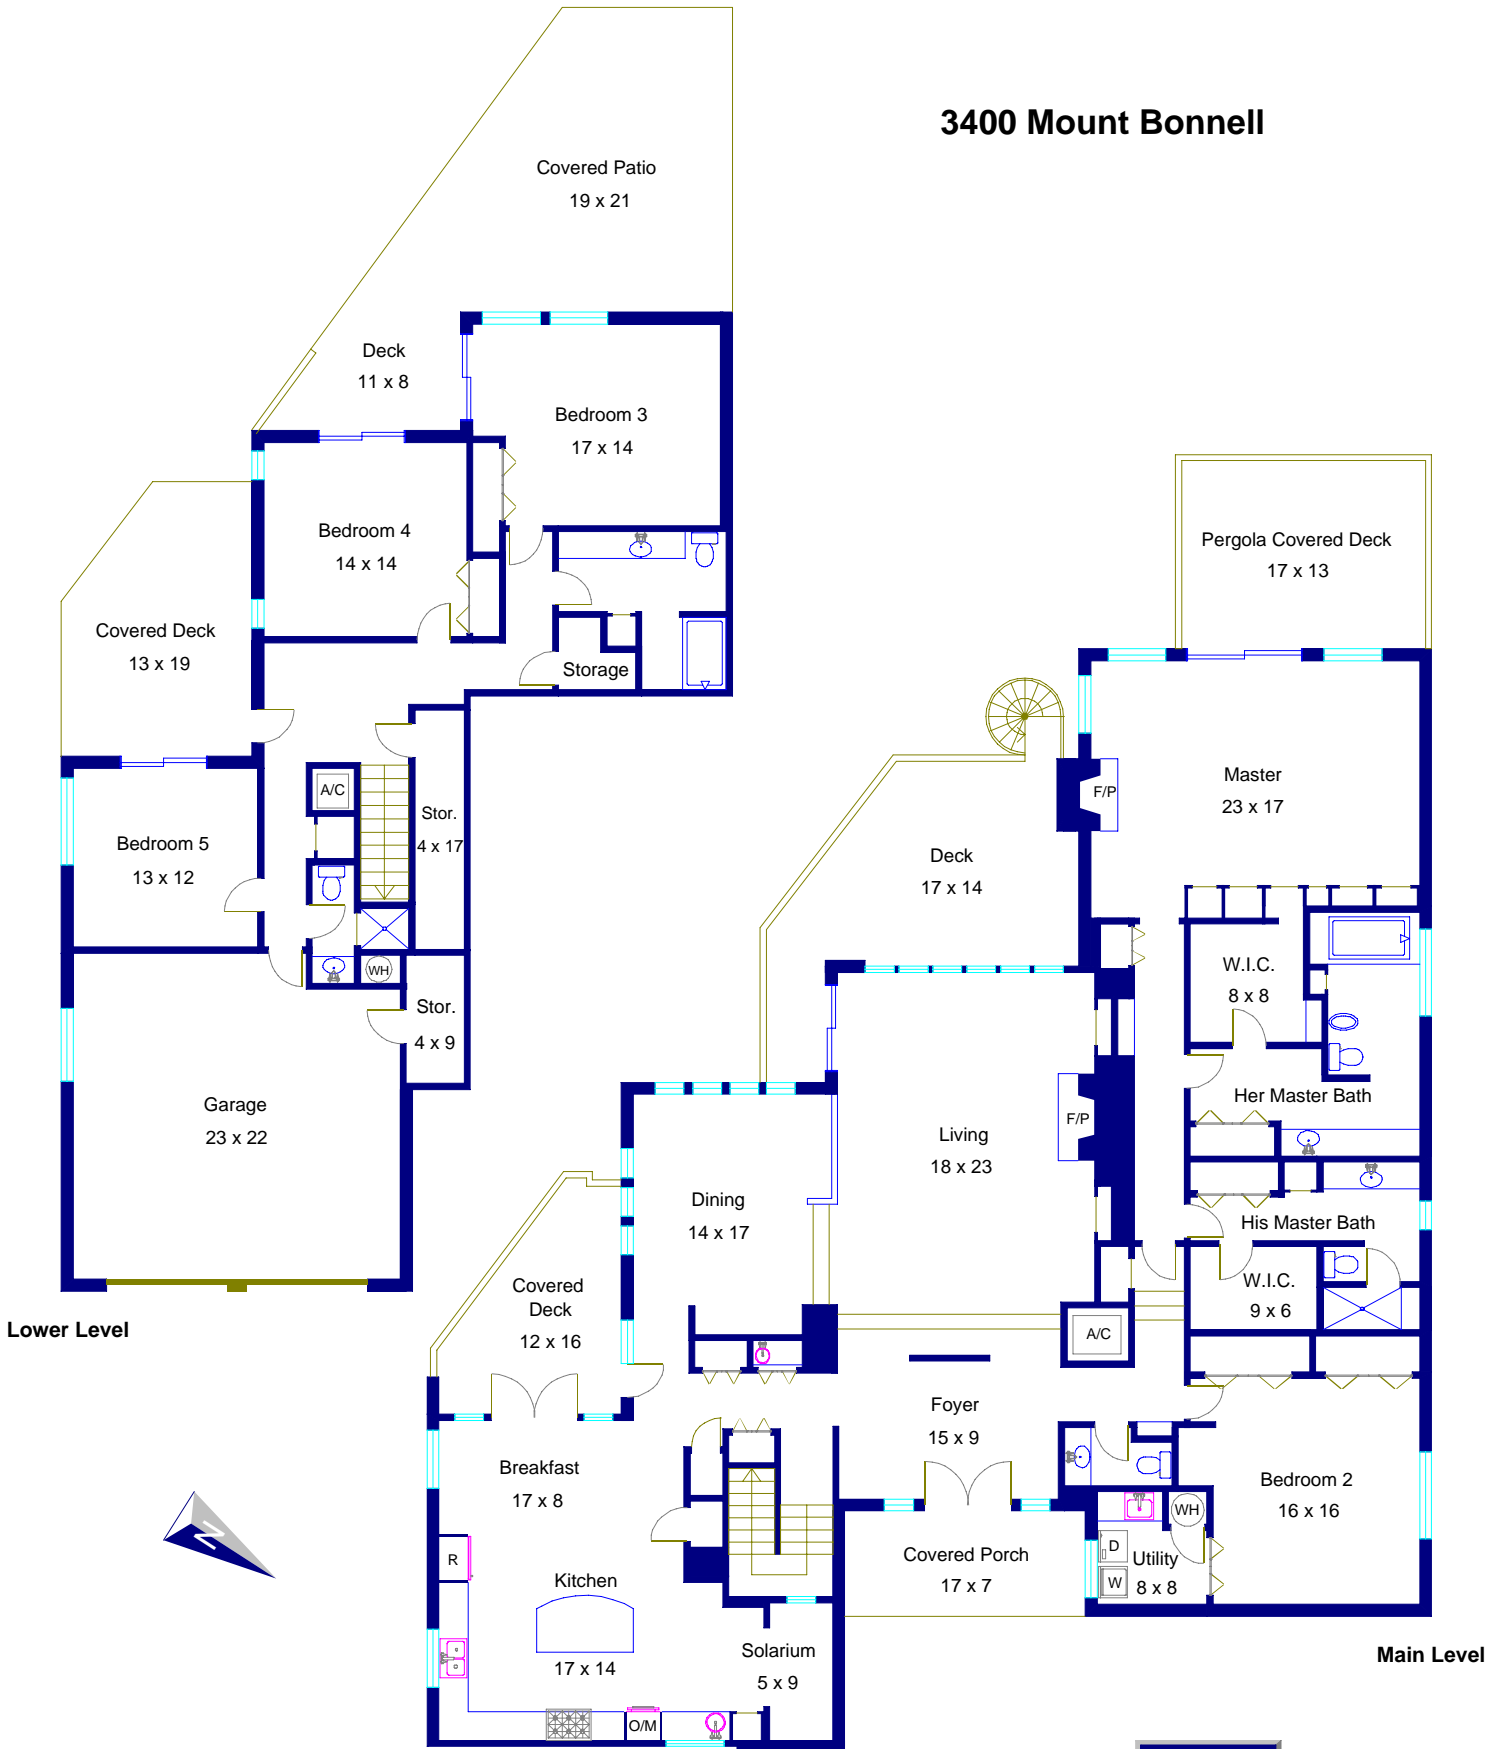 3400 Mount Bonnell
Covered Patio
19 x 21
Deck
11 x 8
Bedroom 3
17 x 14
Bedroom 4
14 x 14
Covered Deck
13 x 19
Storage
A/C
Stor.
4 x 17
Bedroom 5
13 x 12
WH
Stor.
4 x 9
Garage
23 x 22
Lower Level
Pergola Covered Deck
17 x 13
Master
23 x 17
F/P
Deck
17 x 14
W.I.C.
8 x 8
Her Master Bath
F/P
Living
18 x 23
Dining
14 x 17
His Master Bath
W.I.C.
9 x 6
Covered
Deck
12 x 16
A/C
Foyer
15 x 9
Breakfast
17 x 8
Bedroom 2
16 x 16
WH
D
Utility
8 x 8
W
Covered Porch
17 x 7
R
Kitchen
17 x 14
Solarium
5 x 9
O/M
N
Main Level